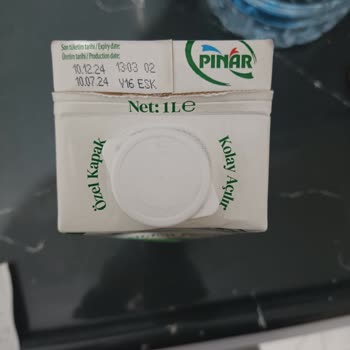 Son tüketim tarihi / Expiry date:
Üretim tarihi / Production date:
10.12.24 13:03 02
10.07.24 V16 ESK
PINAR
Net: 1L e
Özel Kapak
Kolay Açılır